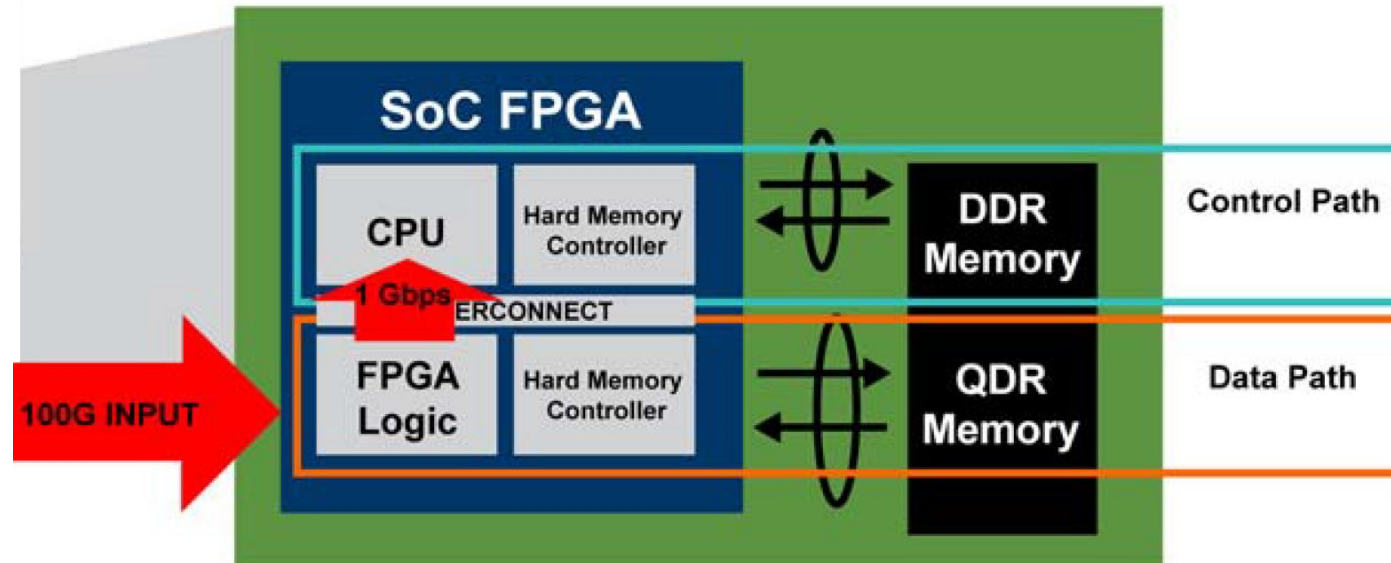 SoC FPGA
CPU
Hard Memory
Controller
DDR
Memory
Control Path
1 Gbps
ERCONNECT
100G INPUT
FPGA
Logic
Hard Memory
Controller
QDR
Memory
Data Path